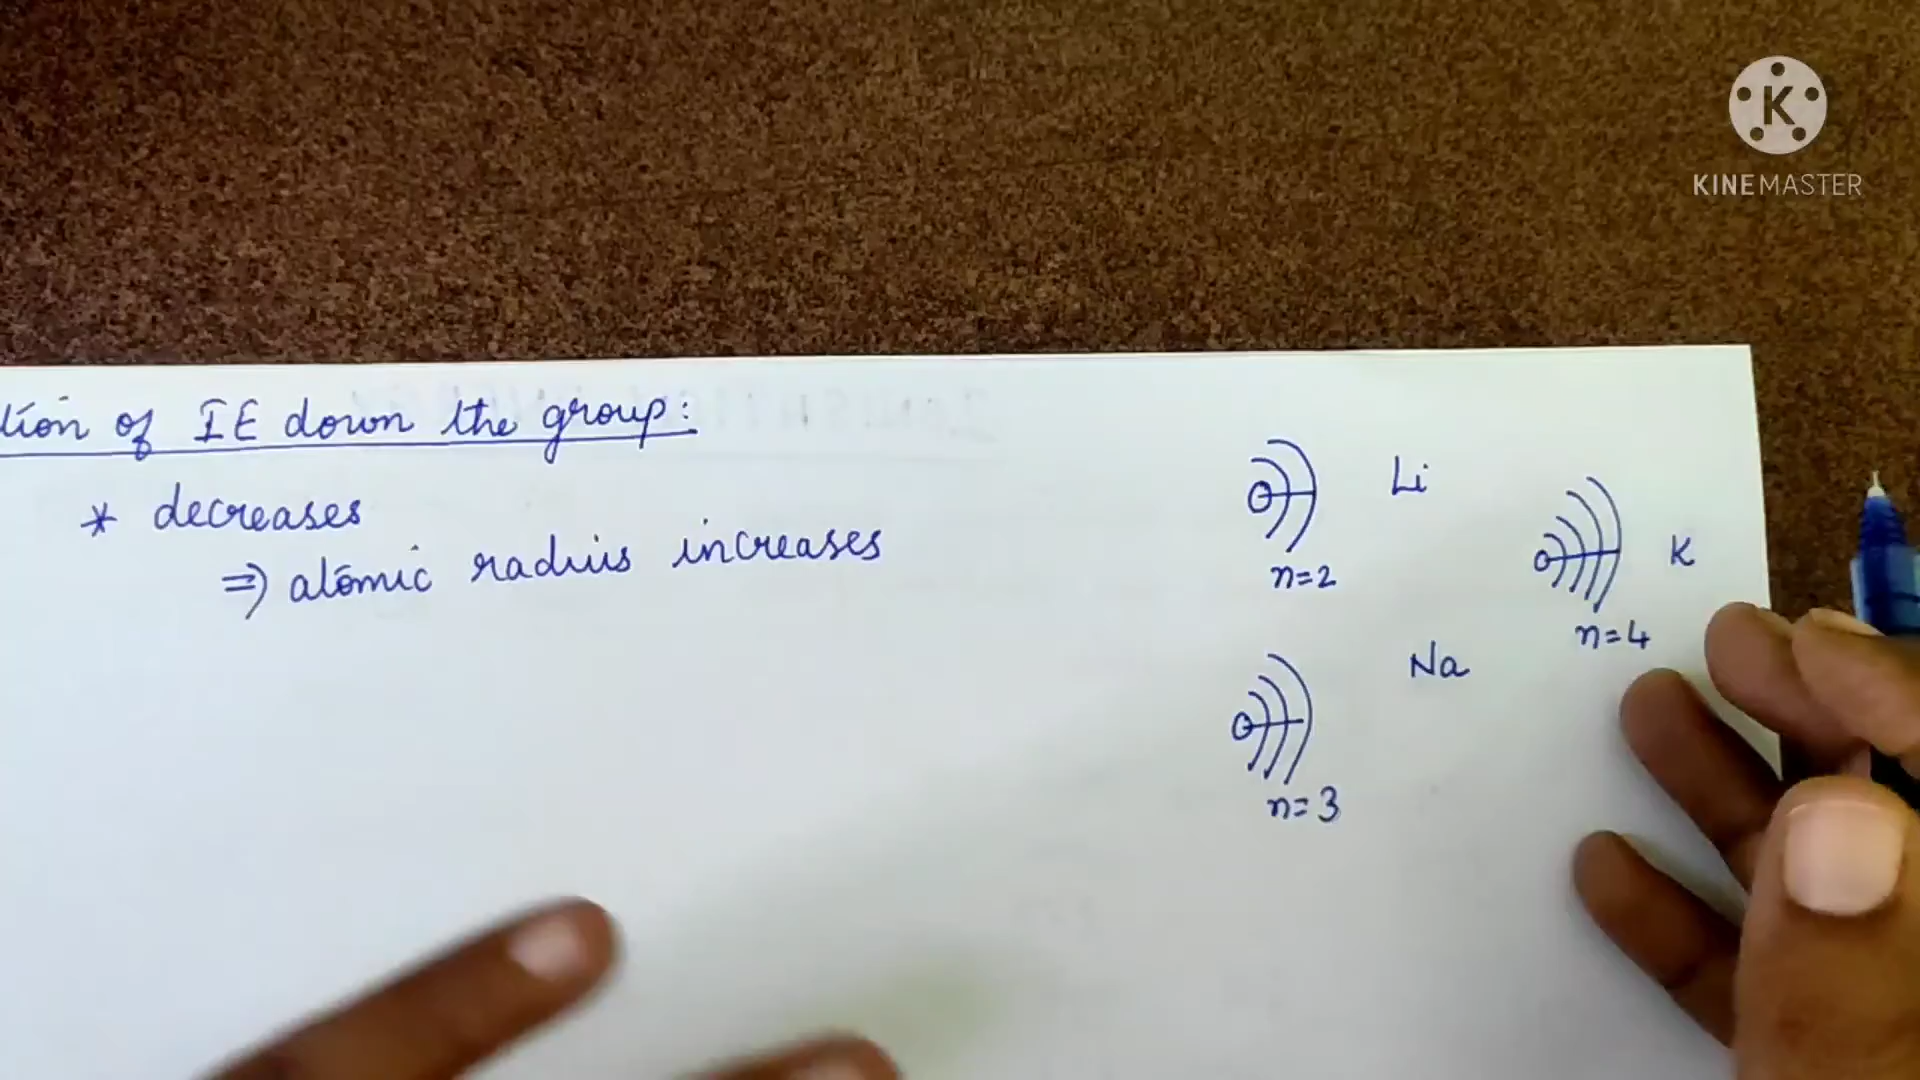 K
KINEMASTER
tion of IE down the group:
* decreases
⇒ atomic radius increases
Li
n=2
K
n=4
Na
n=3